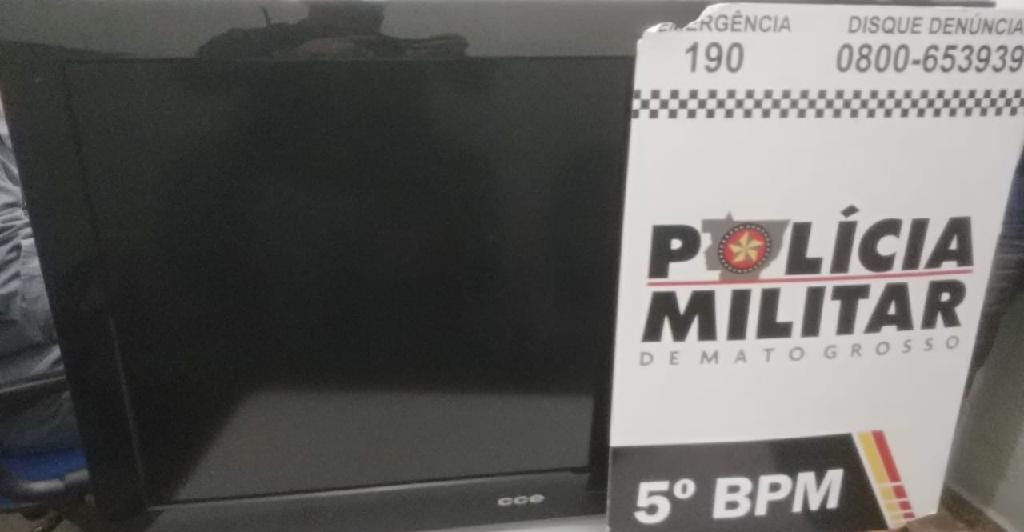 EMERGÊNCIA
190
DISQUE DENÚNCIA
0800-653939
POLÍCIA
MILITAR
DE MATO GROSSO
5º BPM
cce